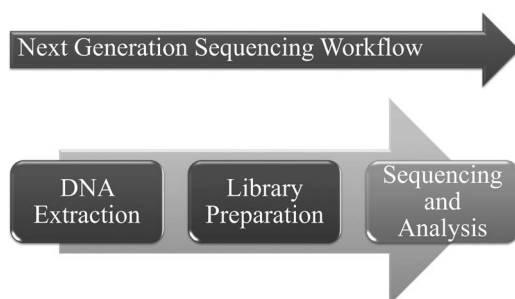 Next Generation Sequencing Workflow
DNA
Extraction
Library
Preparation
Sequencing
and
Analysis